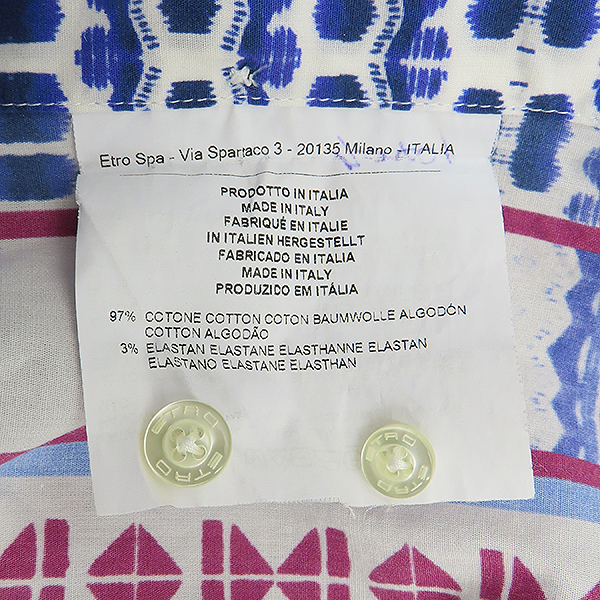 Etro Spa - Via Spartaco 3 - 20135 Milano - ITALIA
PRODOTTO IN ITALIA
MADE IN ITALY
FABRIQUÉ EN ITALIE
IN ITALIEN HERGESTELLT
FABRICADO EN ITALIA
MADE IN ITALY
PRODUZIDO EM ITÁLIA
97% COTONE COTTON COTON BAUMWOLLE ALGODÓN
COTTON ALGODÃO
3% ELASTAN ELASTANE ELASTHANNE ELASTAN
ELASTANO ELASTANE ELASTHAN
ETRO ETRO
ETRO ETRO